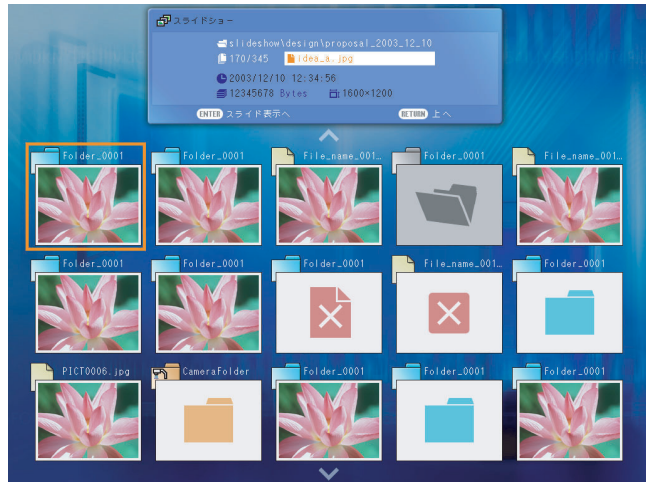 スライドショー
slideshow\design\proposal_2003_12_10
170/345 idea_a.jpg
2003/12/10 12:34:56
12345678 Bytes 1600×1200
ENTER スライド表示へ RETURN 上へ
Folder_0001 Folder_0001 File_name_001… Folder_0001 File_name_001…
Folder_0001 Folder_0001 Folder_0001 File_name_001… Folder_0001
PICT0006.jpg CameraFolder Folder_0001 Folder_0001 Folder_0001